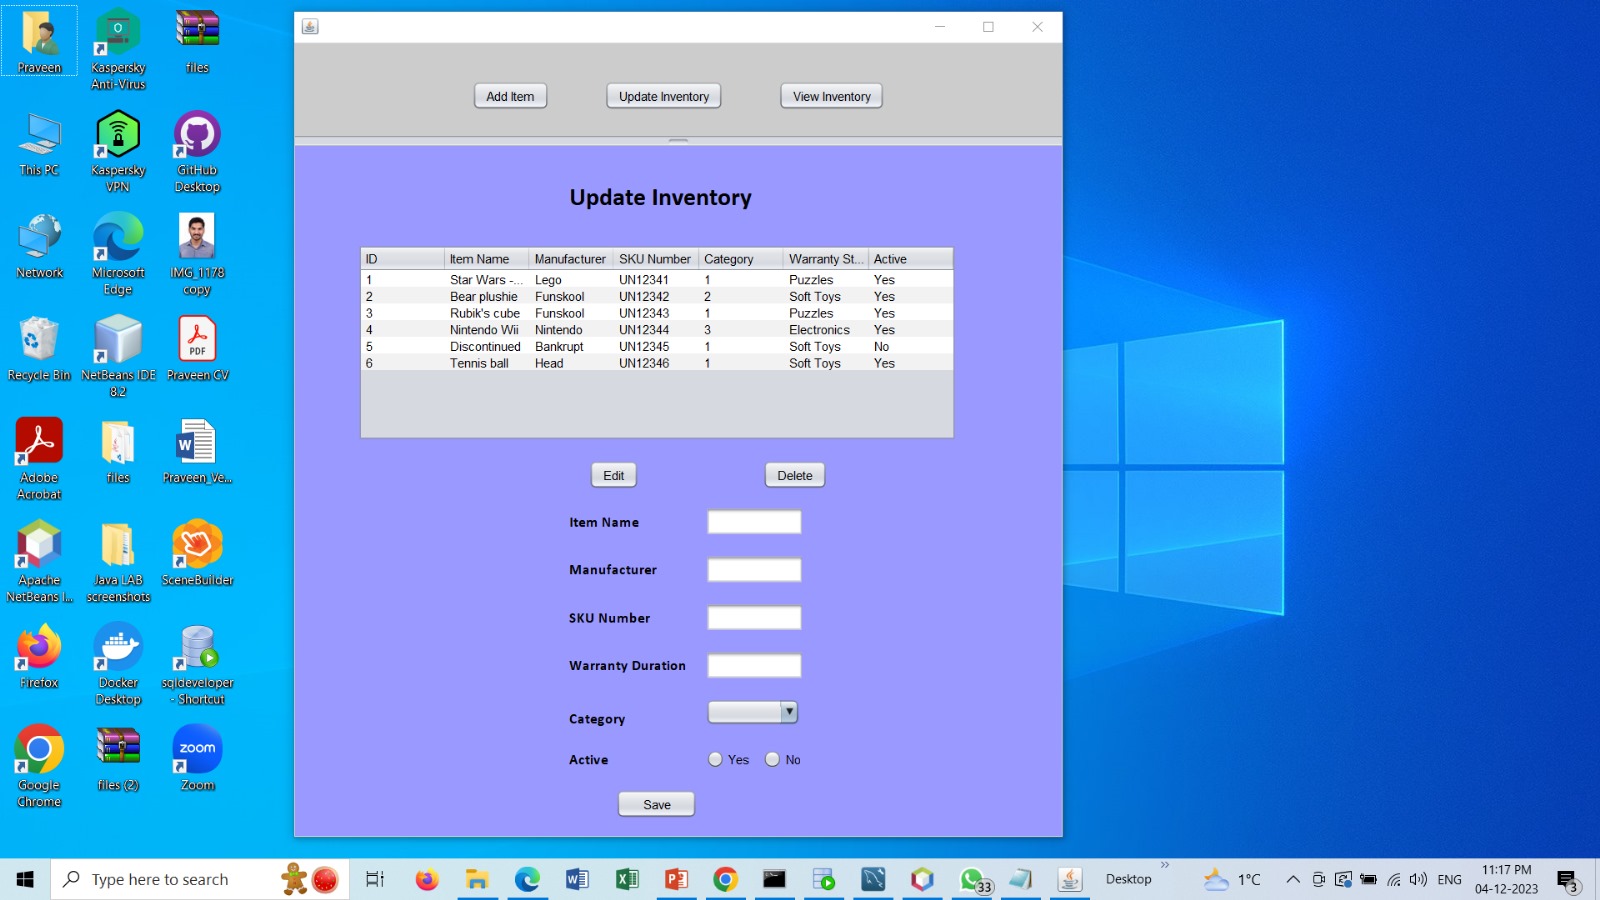 Praveen
Kaspersky
Anti-Virus
files
This PC
Kaspersky
VPN
GitHub
Desktop
Network
Microsoft
Edge
IMG_1178
copy
Recycle Bin
NetBeans IDE
8.2
PDF
Praveen CV
Adobe
Acrobat
files
Praveen_Ve...
Apache
NetBeans I...
Java LAB
screenshots
SceneBuilder
Firefox
Docker
Desktop
sqldeveloper
- Shortcut
Google
Chrome
files (2)
zoom
Zoom
Add Item Update Inventory View Inventory
Update Inventory
ID Item Name Manufacturer SKU Number Category Warranty St... Active
1 Star Wars -... Lego UN12341 1 Puzzles Yes
2 Bear plushie Funskool UN12342 2 Soft Toys Yes
3 Rubik's cube Funskool UN12343 1 Puzzles Yes
4 Nintendo Wii Nintendo UN12344 3 Electronics Yes
5 Discontinued Bankrupt UN12345 1 Soft Toys No
6 Tennis ball Head UN12346 1 Soft Toys Yes
Edit Delete
Item Name
Manufacturer
SKU Number
Warranty Duration
Category
Active Yes No
Save
Type here to search
33
Desktop
1°C
ENG
11:17 PM
04-12-2023
3